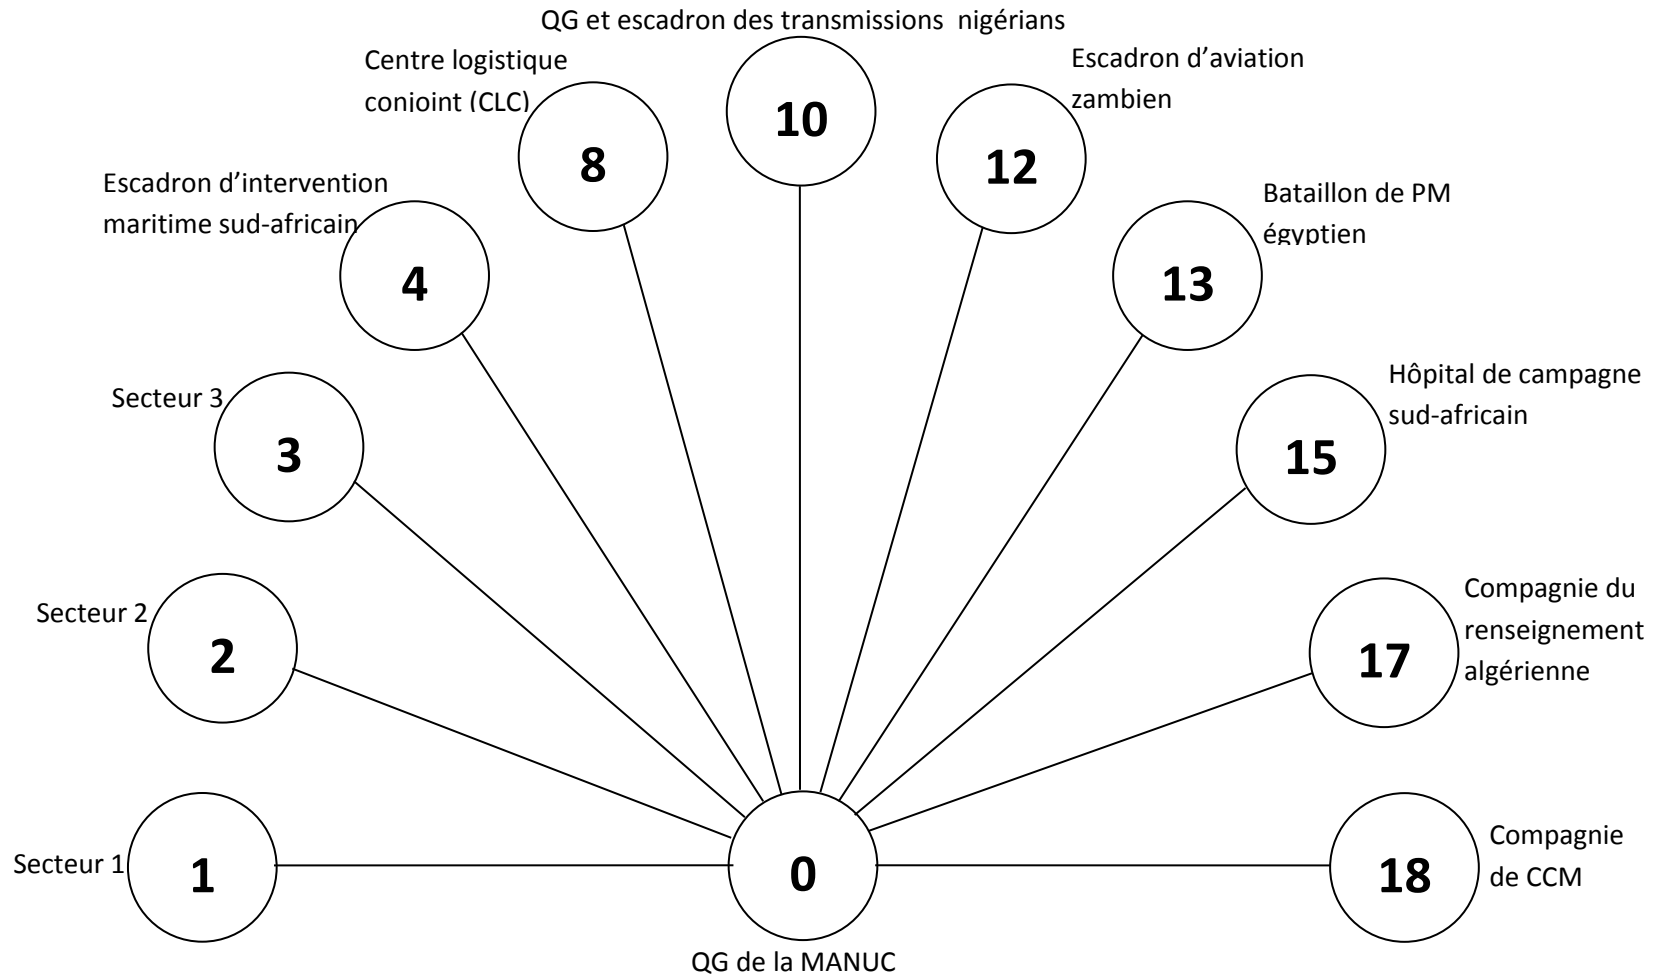 QG et escadron des transmissions nigérians
10
Centre logistique
conjoint (CLC)
8
Escadron d’aviation
zambien
12
Escadron d’intervention
maritime sud-africain
4
Bataillon de PM
égyptien
13
Secteur 3
3
Hôpital de campagne
sud-africain
15
Secteur 2
2
Compagnie du
renseignement
algérienne
17
Secteur 1
1
0
QG de la MANUC
18
Compagnie
de CCM